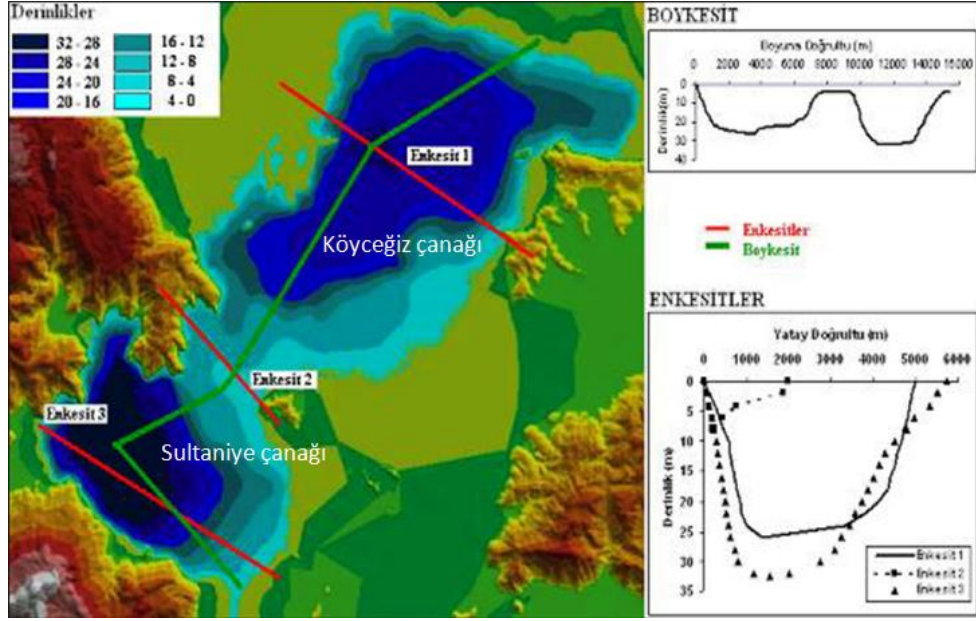 Derinlikler
32 - 28
28 - 24
24 - 20
20 - 16
16 - 12
12 - 8
8 - 4
4 - 0
Enkesit 1
Köyceğiz çanağı
Enkesit 2
Enkesit 3
Sultaniye çanağı
BOYKESİT
Boyuna Doğrultu (m)
0 2000 4000 6000 8000 10000 12000 14000 16000
Derinlik(m)
0
10
20
30
40
Enkesitler
Boykesit
ENKESİTLER
Yatay Doğrultu (m)
0 1000 2000 3000 4000 5000 6000
Derinlik (m)
0
5
10
15
20
25
30
35
Enkesit 1
Enkesit 2
Enkesit 3